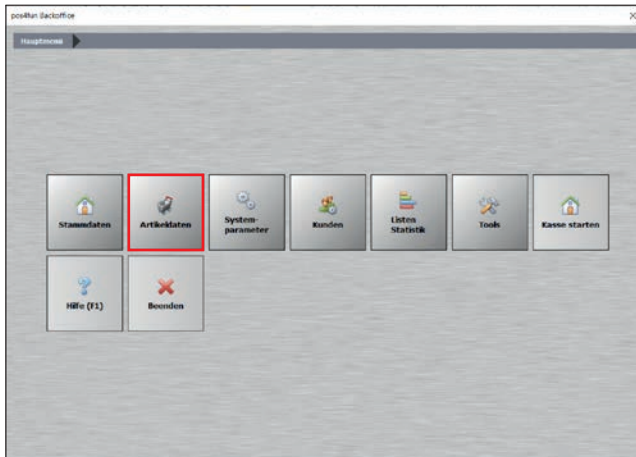 pos4fun Backoffice
Hauptmenü
Stammdaten
Artikeldaten
System-
parameter
Kunden
Listen
Statistik
Tools
Kasse starten
Hilfe (F1)
Beenden